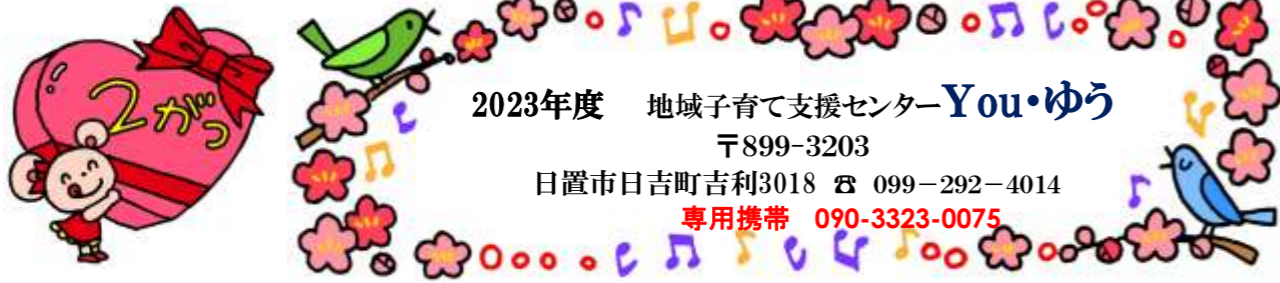 2がつ
2023年度 地域子育て支援センターYou・ゆう
〒899-3203
日置市日吉町吉利3018 ☎ 099－292－4014
専用携帯 090-3323-0075